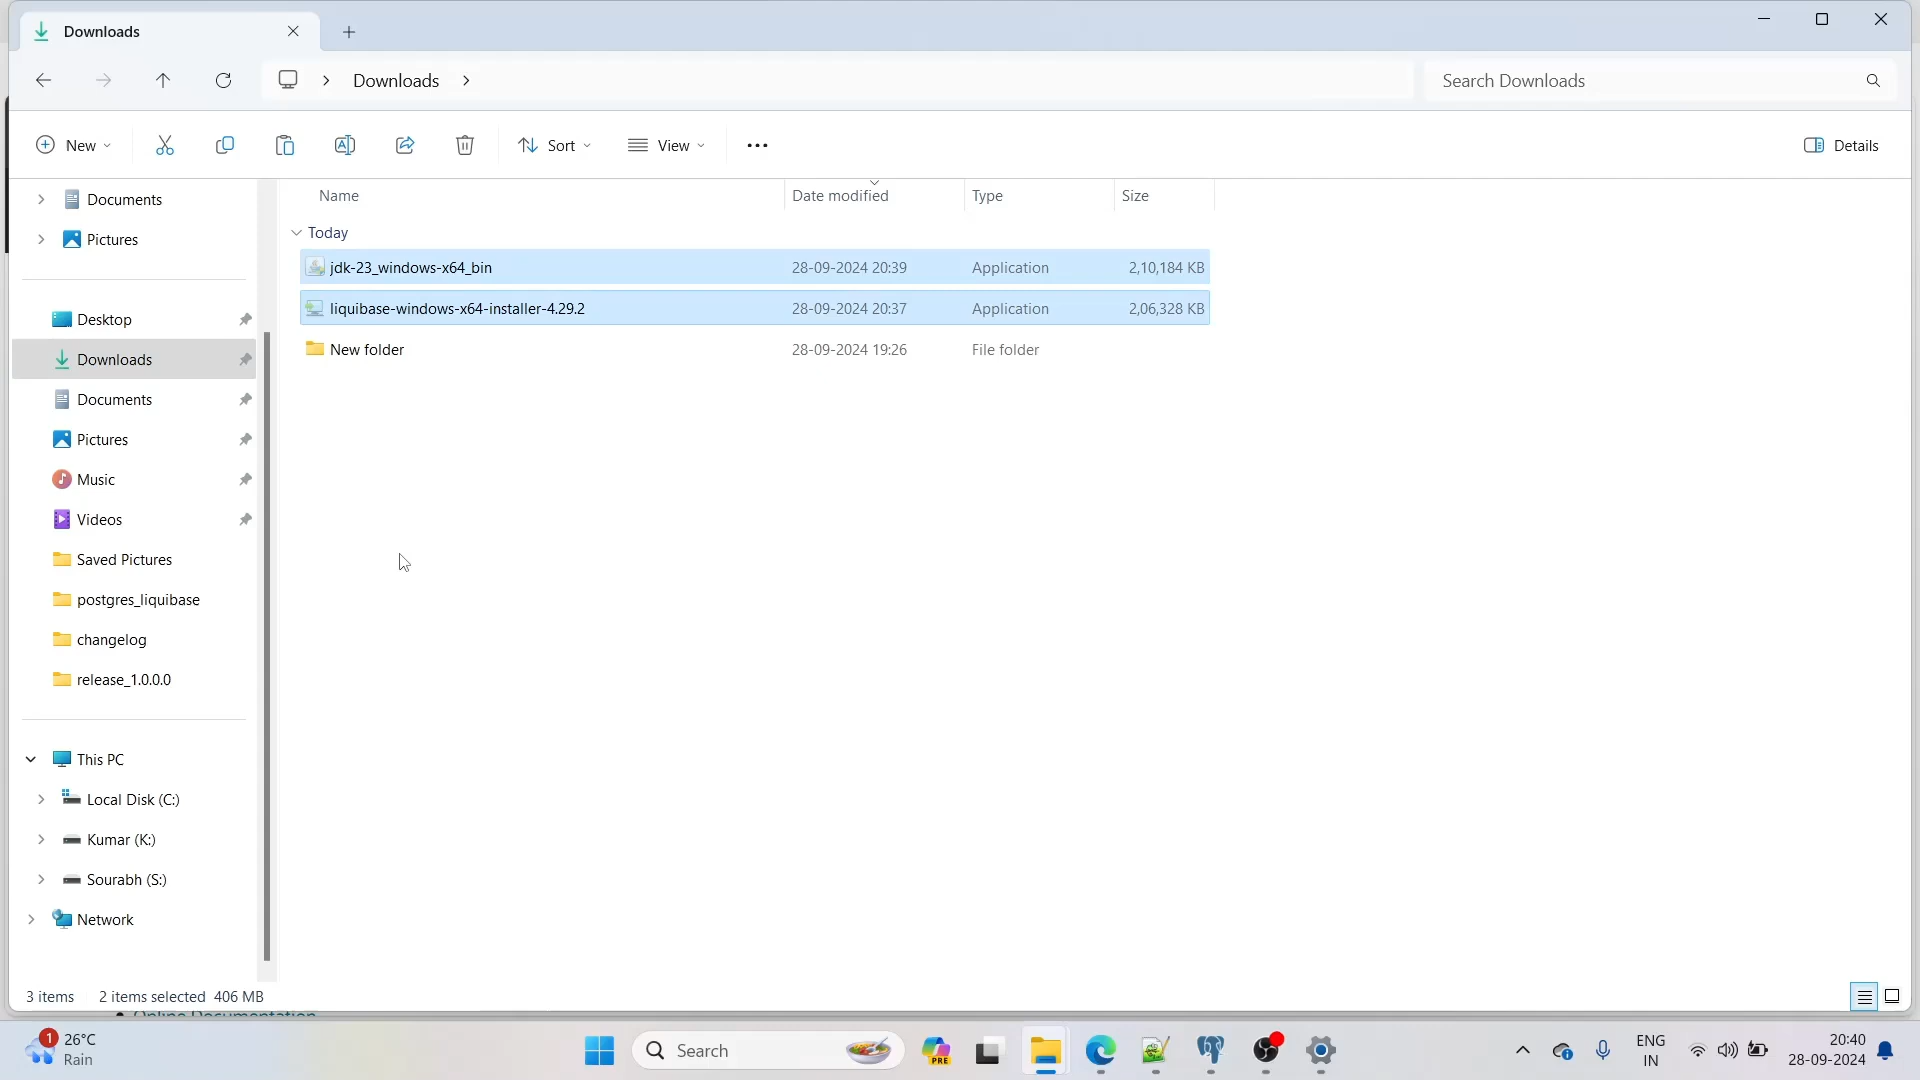 Downloads
Downloads
Search Downloads
New
Sort
View
Details
Documents
Pictures
Desktop
Downloads
Documents
Pictures
Music
Videos
Saved Pictures
postgres_liquibase
changelog
release_1.0.0.0
This PC
Local Disk (C:)
Kumar (K:)
Sourabh (S:)
Network
Name Date modified Type Size
Today
jdk-23_windows-x64_bin 28-09-2024 20:39 Application 2,10,184 KB
liquibase-windows-x64-installer-4.29.2 28-09-2024 20:37 Application 2,06,328 KB
New folder 28-09-2024 19:26 File folder
3 items 2 items selected 406 MB
Online Documentation
1
26°C
Rain
Search
PRE
ENG
IN
20:40
28-09-2024